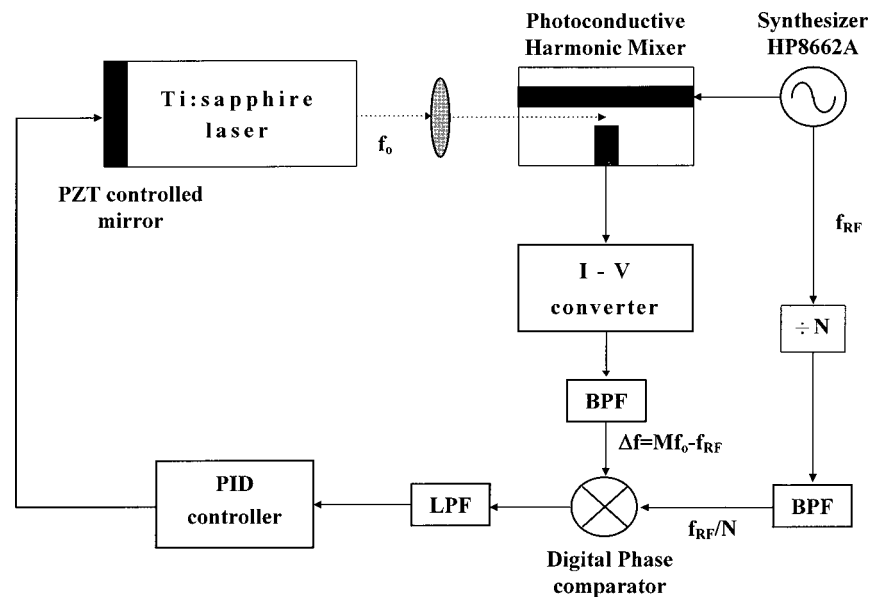 Photoconductive
Harmonic Mixer
Synthesizer
HP8662A
Ti:sapphire
laser
fo
PZT controlled
mirror
fRF
I - V
converter
÷ N
BPF
Δf=Mfo-fRF
PID
controller
LPF
BPF
fRF/N
Digital Phase
comparator